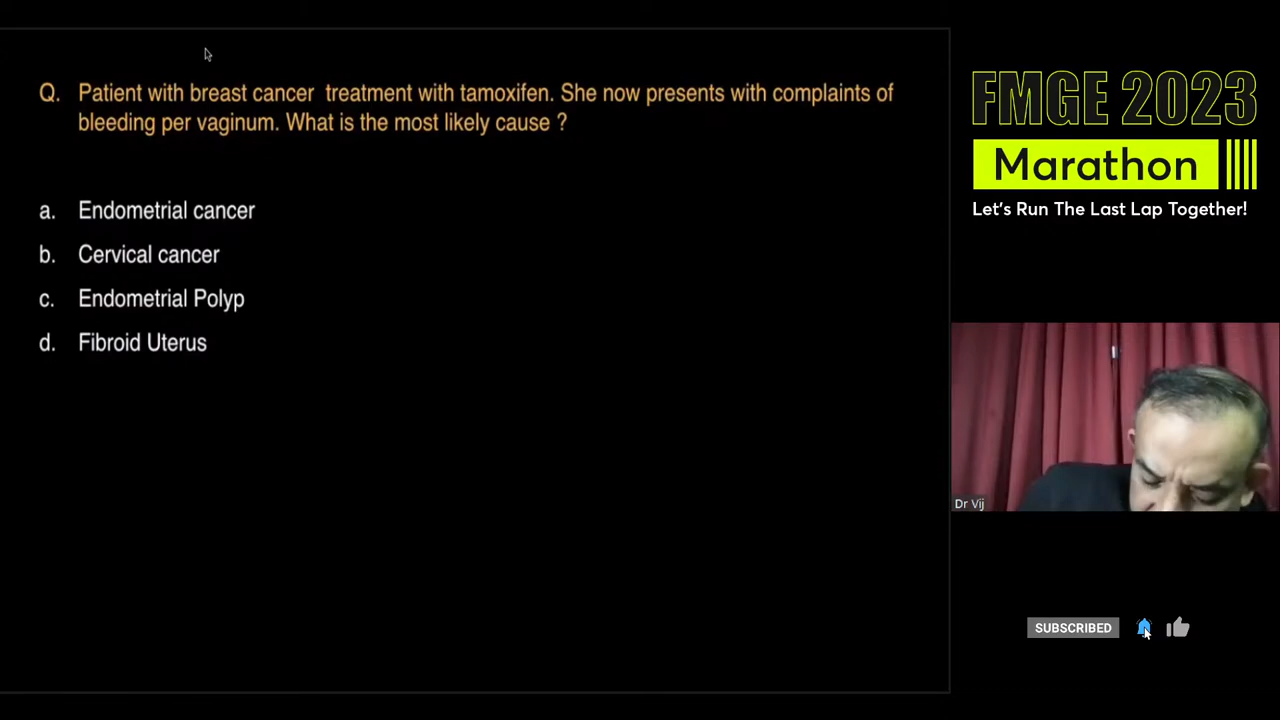 Q. Patient with breast cancer treatment with tamoxifen. She now presents with complaints of
bleeding per vaginum. What is the most likely cause ?
a. Endometrial cancer
b. Cervical cancer
c. Endometrial Polyp
d. Fibroid Uterus
FMGE 2023
Marathon
Let's Run The Last Lap Together!
Dr Vij
SUBSCRIBED